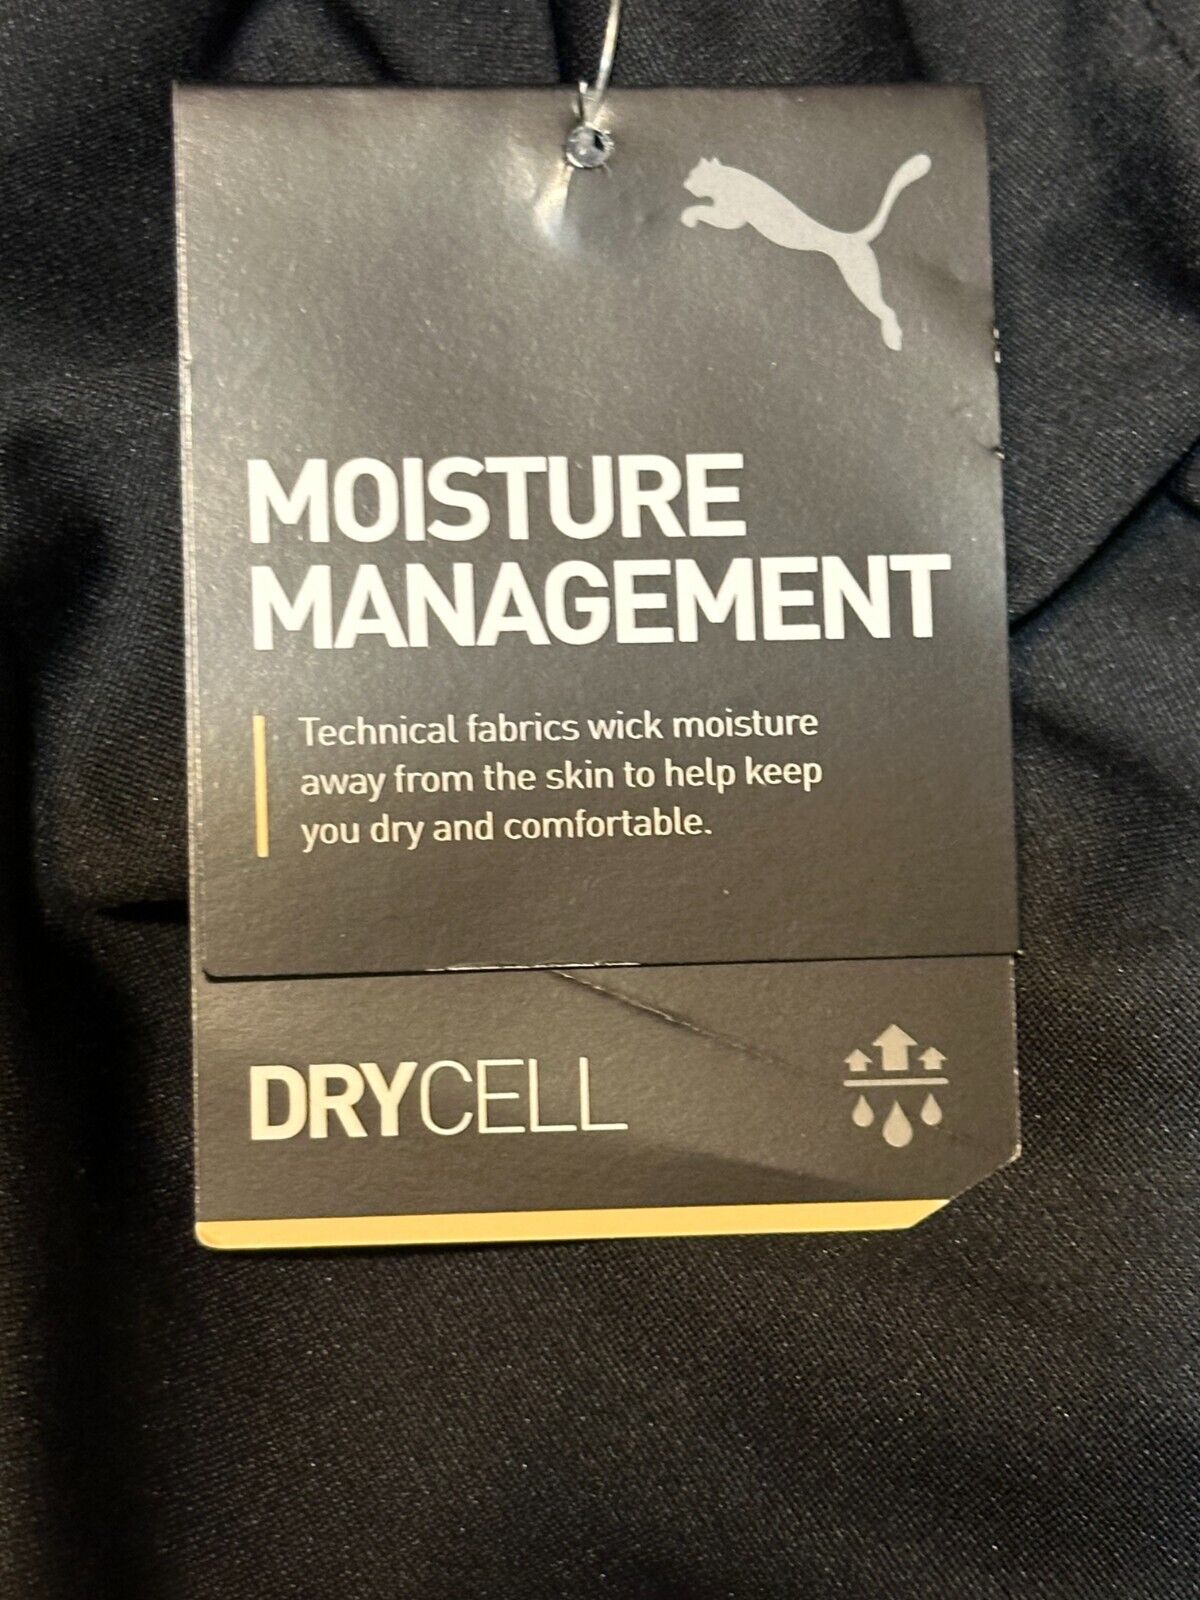 MOISTURE
MANAGEMENT
Technical fabrics wick moisture
away from the skin to help keep
you dry and comfortable.
DRYCELL